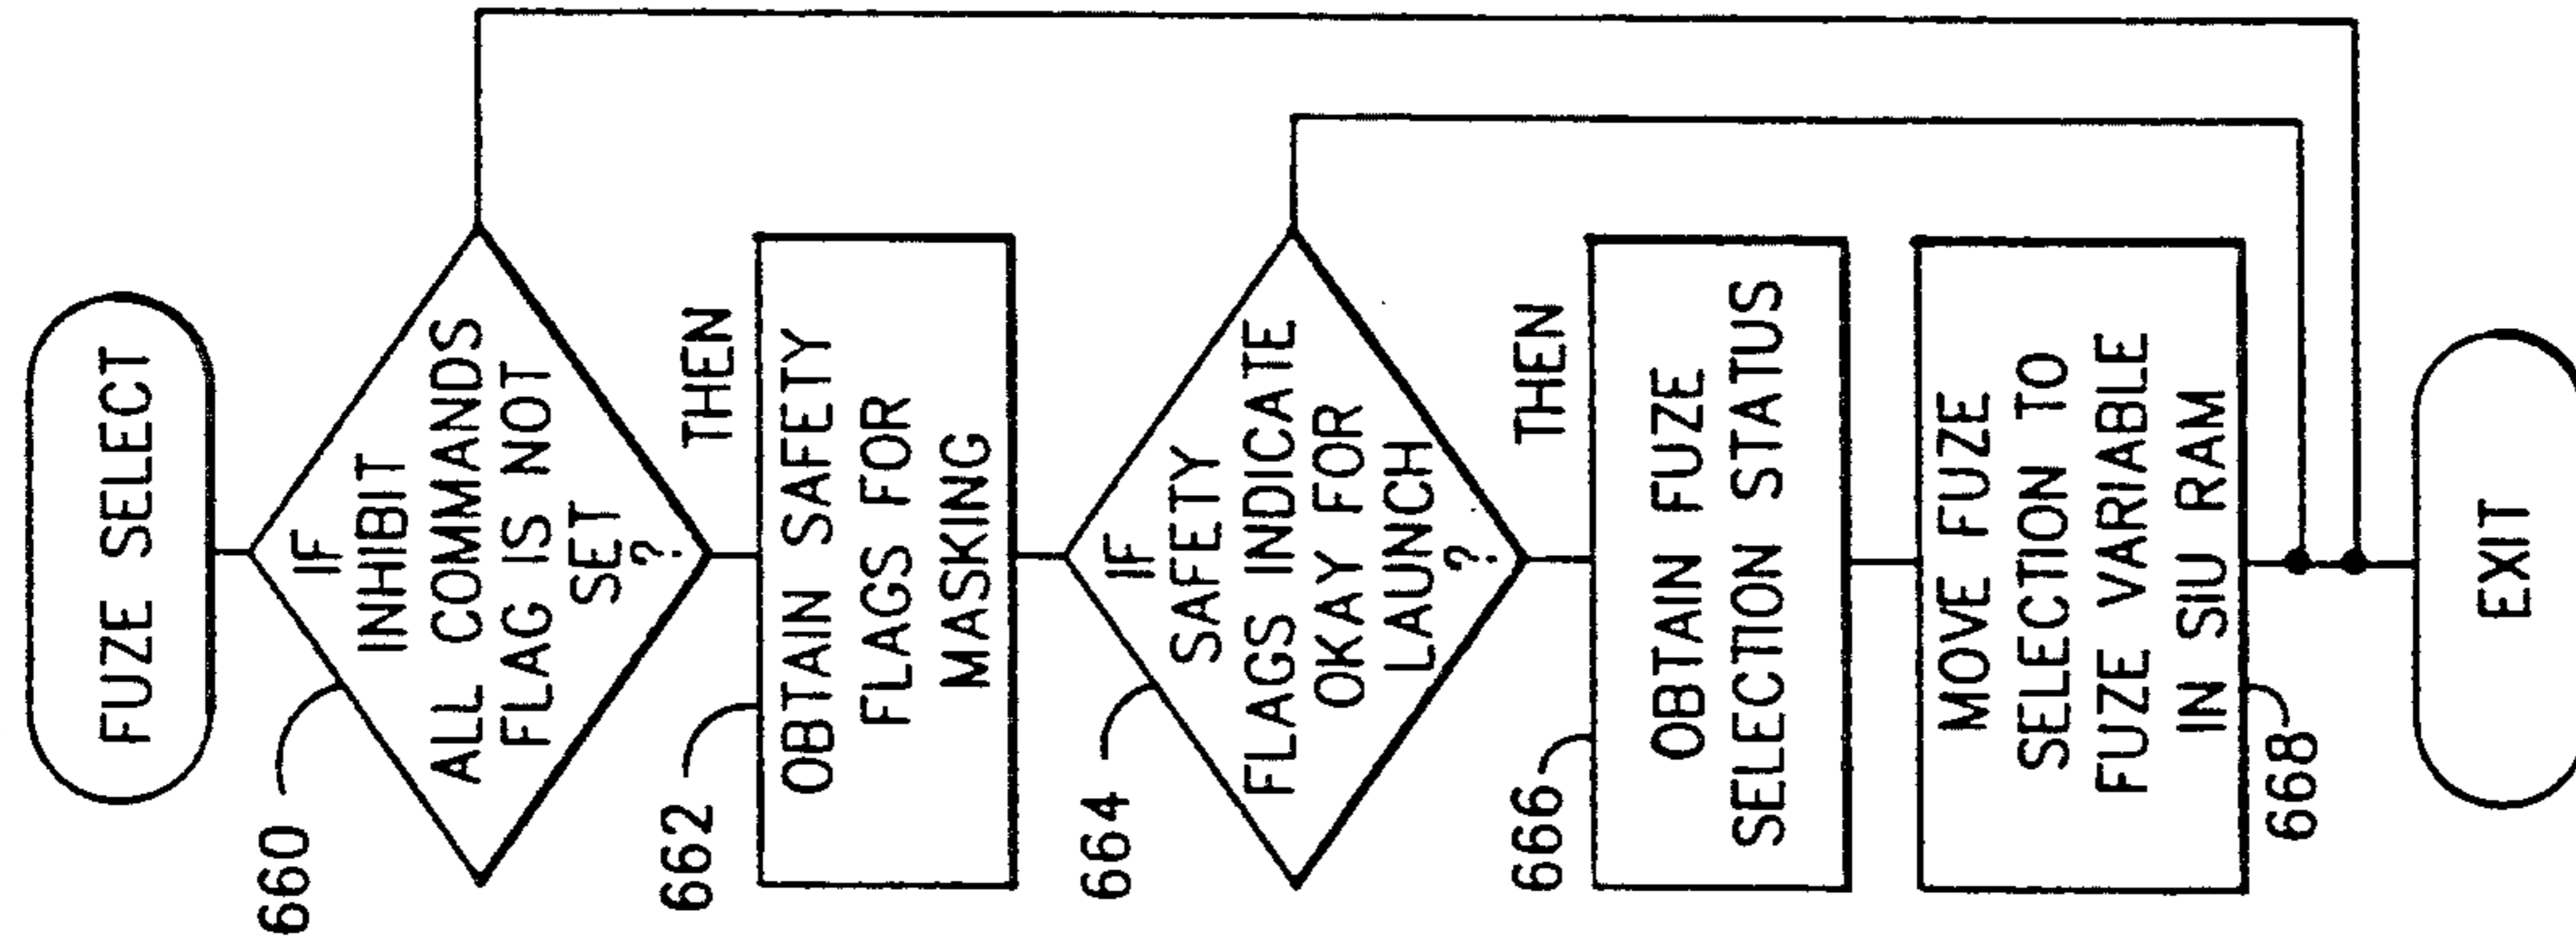 FUZE SELECT
660
IF
INHIBIT
ALL COMMANDS
FLAG IS NOT
SET
?
THEN
662
OBTAIN SAFETY
FLAGS FOR
MASKING
664
IF
SAFETY
FLAGS INDICATE
OKAY FOR
LAUNCH
?
THEN
666
OBTAIN FUZE
SELECTION STATUS
MOVE FUZE
SELECTION TO
FUZE VARIABLE
IN SIU RAM
668
EXIT